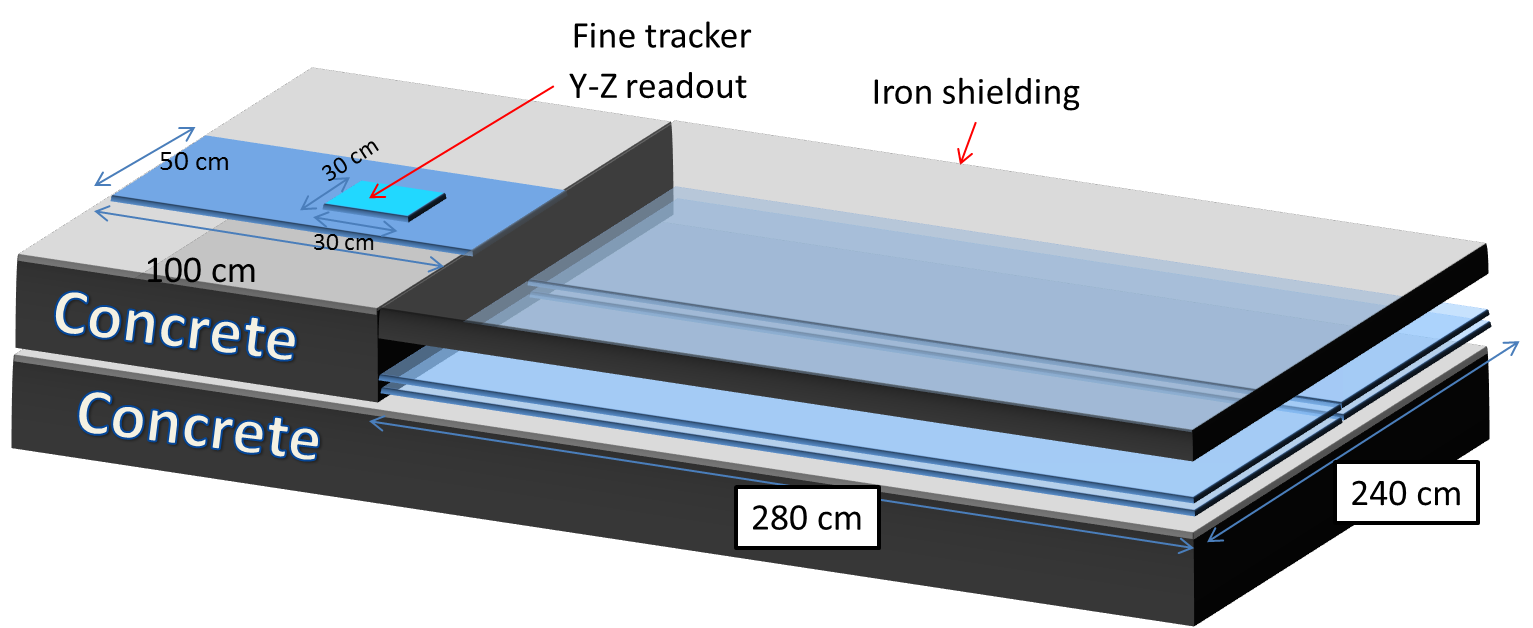 Fine tracker
Y-Z readout
Iron shielding
50 cm
30 cm
30 cm
100 cm
Concrete
Concrete
280 cm
240 cm